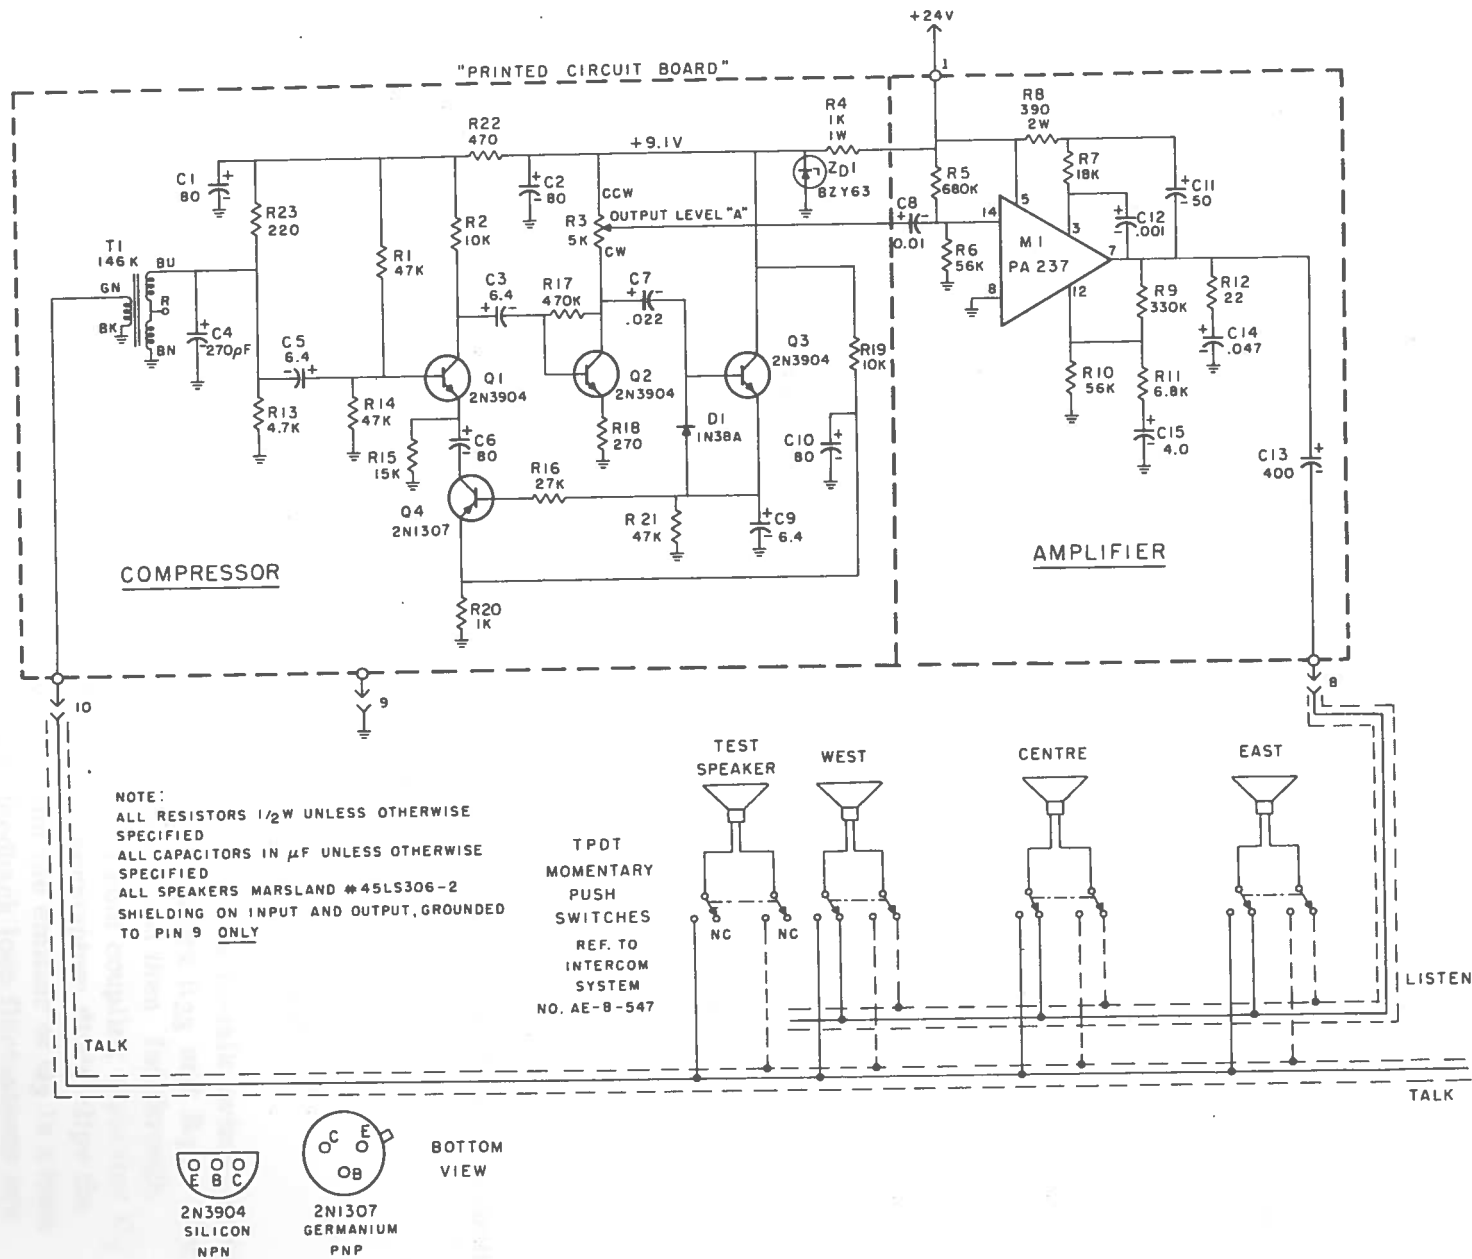 +24V
1
"PRINTED CIRCUIT BOARD"
R8
390
2W
R4
1K
1W
R22
470
+9.1V
C1
80
+
-
R23
220
R1
47K
R2
10K
+
C2
-
80
CCW
R3
5K
CW
OUTPUT LEVEL "A"
ZD1
BZY63
R5
680K
R7
18K
+
C11
-
50
C8
+ -
0.01
14
5
3
+
C12
-
.001
M1
PA 237
7
8
12
R6
56K
R9
330K
R12
22
T1
146K
BU
GN
R
BK
BN
+
C4
-
270pF
C5
6.4
- +
C3
6.4
+ -
R17
470K
C7
+ -
.022
Q3
2N3904
R19
10K
+
C14
-
.047
Q1
2N3904
Q2
2N3904
R10
56K
R11
6.8K
R13
4.7K
R14
47K
R15
15K
+
C6
-
80
R18
270
D1
1N38A
C10
80
+
-
+
C15
-
4.0
C13
400
+
-
R16
27K
Q4
2N1307
R21
47K
+
C9
-
6.4
COMPRESSOR
AMPLIFIER
R20
1K
10
9
8
TEST
SPEAKER
WEST
CENTRE
EAST
NOTE:
ALL RESISTORS 1/2W UNLESS OTHERWISE
SPECIFIED
ALL CAPACITORS IN µF UNLESS OTHERWISE
SPECIFIED
ALL SPEAKERS MARSLAND #45LS306-2
SHIELDING ON INPUT AND OUTPUT, GROUNDED
TO PIN 9 ONLY
TPDT
MOMENTARY
PUSH
SWITCHES
REF. TO
INTERCOM
SYSTEM
NO. AE-8-547
NC
NC
LISTEN
TALK
TALK
E B C
2N3904
SILICON
NPN
C E
B
2N1307
GERMANIUM
PNP
BOTTOM
VIEW